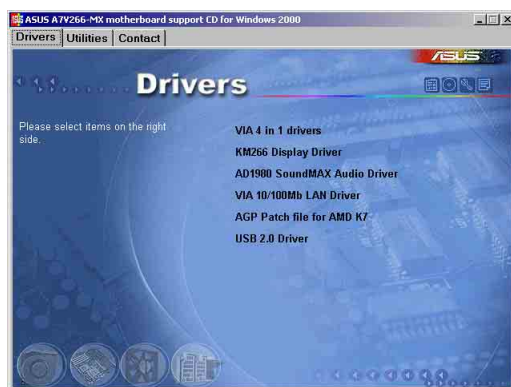 ASUS A7V266-MX motherboard support CD for Windows 2000
Drivers Utilities Contact
ASUS
Drivers
Please select items on the right
side.
VIA 4 in 1 drivers
KM266 Display Driver
AD1980 SoundMAX Audio Driver
VIA 10/100Mb LAN Driver
AGP Patch file for AMD K7
USB 2.0 Driver